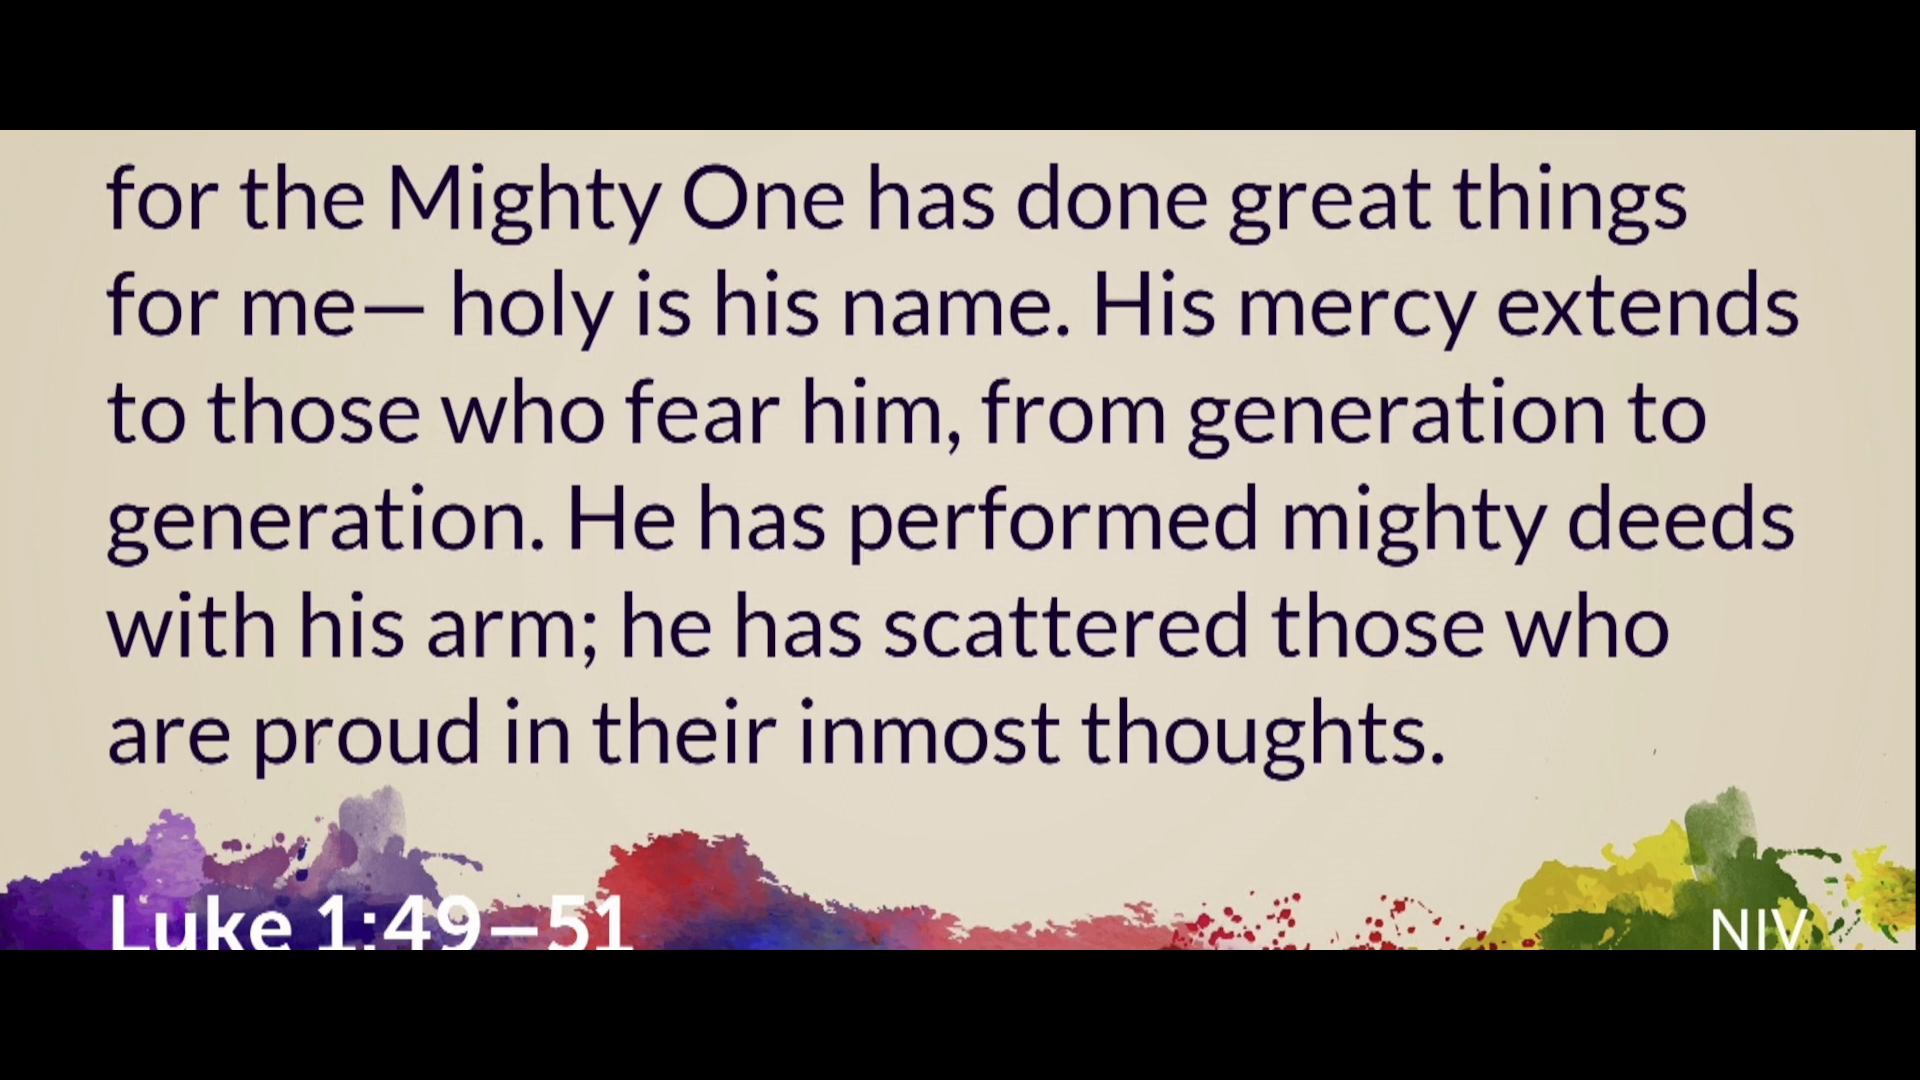 for the Mighty One has done great things
for me— holy is his name. His mercy extends
to those who fear him, from generation to
generation. He has performed mighty deeds
with his arm; he has scattered those who
are proud in their inmost thoughts.
Luke 1:49–51
NIV